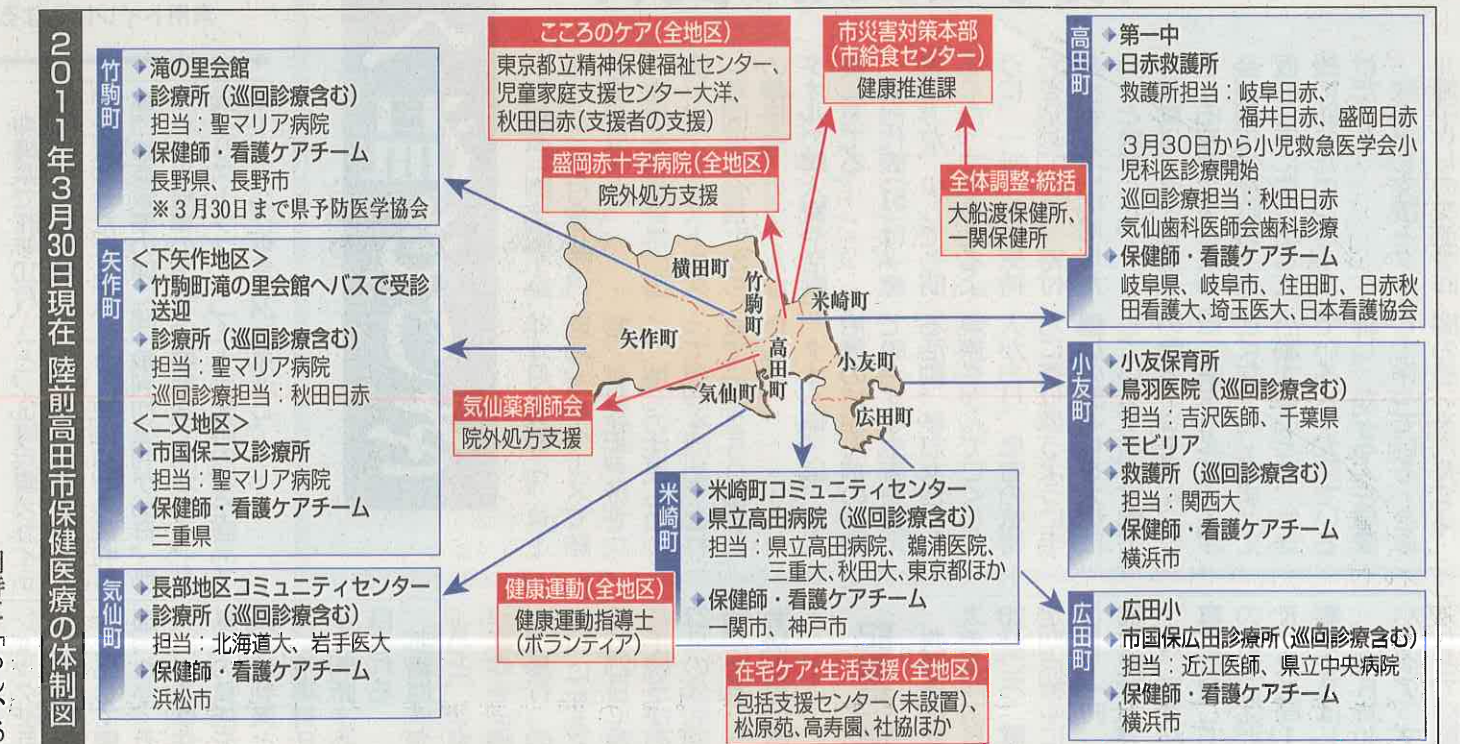 2011年3月30日現在 陸前高田市保健医療の体制図
竹駒町
◆滝の里会館
◆診療所（巡回診療含む）
担当：聖マリア病院
◆保健師・看護ケアチーム
長野県、長野市
※3月30日まで県予防医学協会
矢作町
<下矢作地区>
◆竹駒町滝の里会館へバスで受診
送迎
◆診療所（巡回診療含む）
担当：聖マリア病院
巡回診療担当：秋田日赤
<二又地区>
◆市国保二又診療所
担当：聖マリア病院
◆保健師・看護ケアチーム
三重県
気仙町
◆長部地区コミュニティセンター
◆診療所（巡回診療含む）
担当：北海道大、岩手医大
◆保健師・看護ケアチーム
浜松市
こころのケア（全地区）
東京都立精神保健福祉センター、
児童家庭支援センター大洋、
秋田日赤（支援者の支援）
盛岡赤十字病院（全地区）
院外処方支援
市災害対策本部
（市給食センター）
健康推進課
全体調整・統括
大船渡保健所、
一関保健所
横田町
竹駒町
米崎町
矢作町
高田町
小友町
気仙町
広田町
気仙薬剤師会
院外処方支援
健康運動（全地区）
健康運動指導士
（ボランティア）
米崎町
◆米崎町コミュニティセンター
◆県立高田病院（巡回診療含む）
担当：県立高田病院、鵜浦医院、
三重大、秋田大、東京都ほか
◆保健師・看護ケアチーム
一関市、神戸市
在宅ケア・生活支援（全地区）
包括支援センター（未設置）、
松原苑、高寿園、社協ほか
高田町
◆第一中
◆日赤救護所
救護所担当：岐阜日赤、
福井日赤、盛岡日赤
3月30日から小児救急医学会小
児科医診療開始
巡回診療担当：秋田日赤
気仙歯科医師会歯科診療
◆保健師・看護ケアチーム
岐阜県、岐阜市、住田町、日赤秋
田看護大、埼玉医大、日本看護協会
小友町
◆小友保育所
◆鳥羽医院（巡回診療含む）
担当：吉沢医師、千葉県
◆モビリア
◆救護所（巡回診療含む）
担当：関西大
◆保健師・看護ケアチーム
横浜市
広田町
◆広田小
◆市国保広田診療所（巡回診療含む）
担当：近江医師、県立中央病院
◆保健師・看護ケアチーム
横浜市